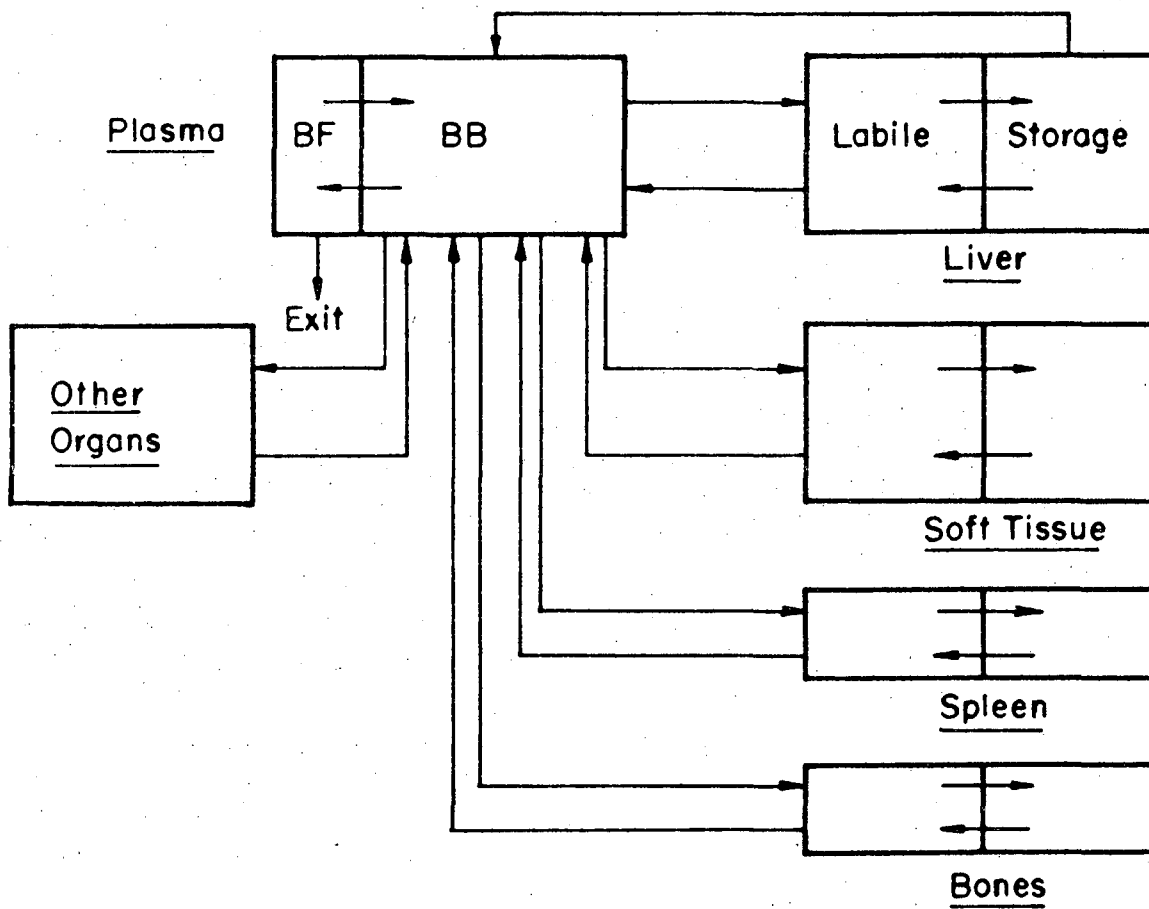 Plasma
BF
BB
Labile
Storage
Liver
Exit
Other
Organs
Soft Tissue
Spleen
Bones